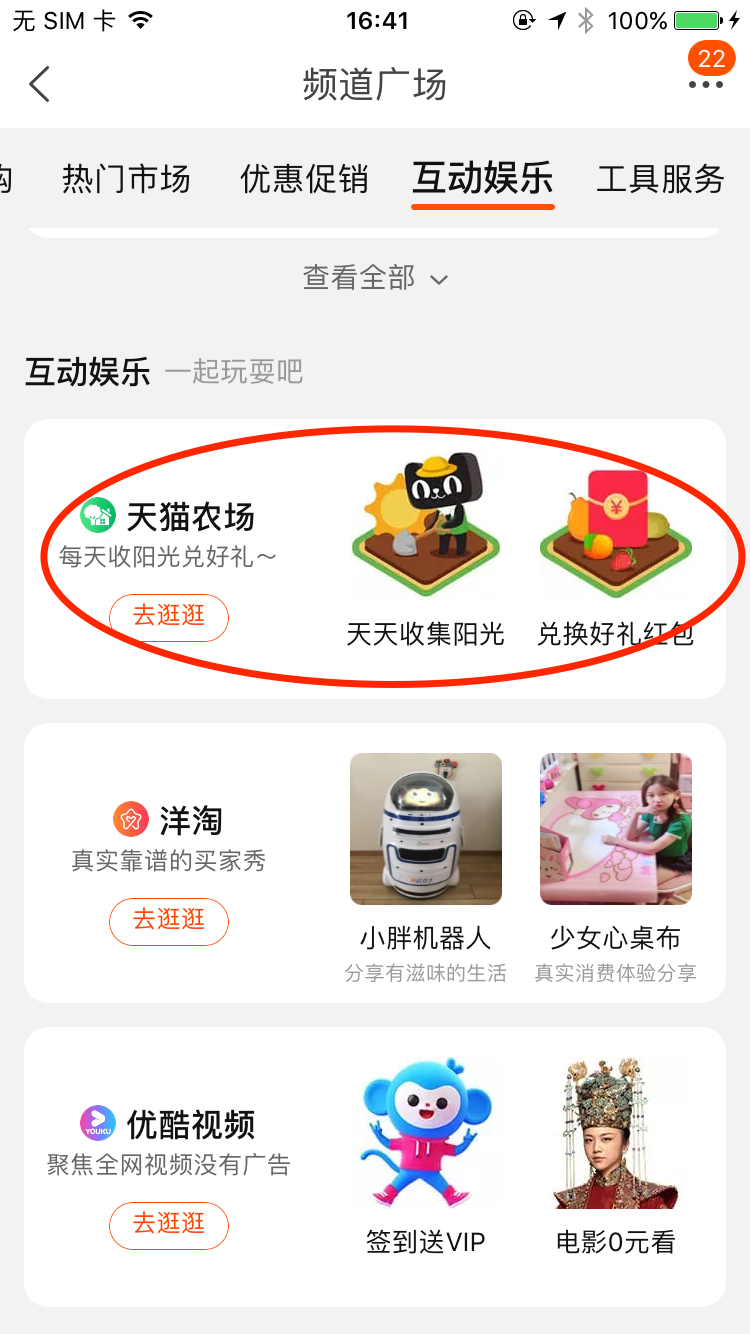 无 SIM 卡
16:41
100%
频道广场
22
购 热门市场 优惠促销 互动娱乐 工具服务
查看全部
互动娱乐 一起玩耍吧
天猫农场
每天收阳光兑好礼～
去逛逛
¥
天天收集阳光
兑换好礼红包
洋淘
真实靠谱的买家秀
去逛逛
小胖机器人
分享有滋味的生活
少女心桌布
真实消费体验分享
YOUKU
优酷视频
聚焦全网视频没有广告
去逛逛
签到送VIP
电影0元看